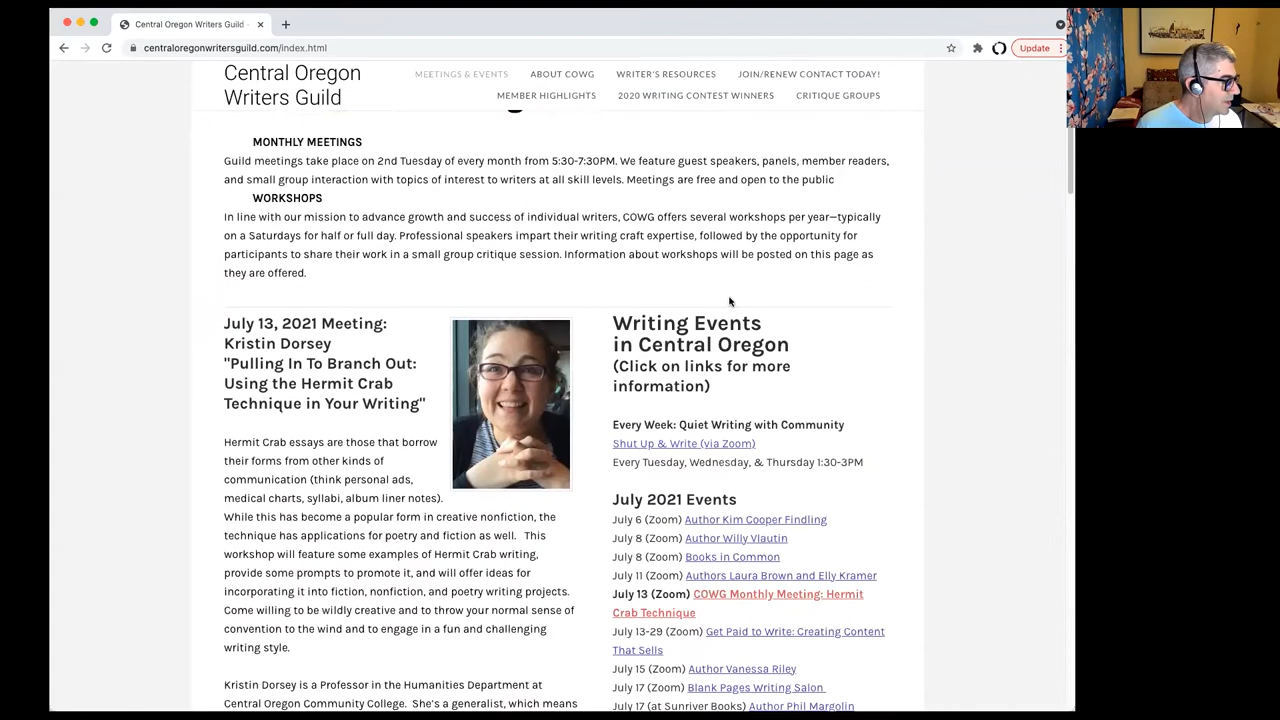 Central Oregon Writers Guild -
centraloregonwritersguild.com/index.html
Update
Central Oregon
Writers Guild
MEETINGS & EVENTS ABOUT COWG WRITER'S RESOURCES JOIN/RENEW CONTACT TODAY!
MEMBER HIGHLIGHTS 2020 WRITING CONTEST WINNERS CRITIQUE GROUPS
MONTHLY MEETINGS
Guild meetings take place on 2nd Tuesday of every month from 5:30-7:30PM. We feature guest speakers, panels, member readers,
and small group interaction with topics of interest to writers at all skill levels. Meetings are free and open to the public
WORKSHOPS
In line with our mission to advance growth and success of individual writers, COWG offers several workshops per year—typically
on a Saturdays for half or full day. Professional speakers impart their writing craft expertise, followed by the opportunity for
participants to share their work in a small group critique session. Information about workshops will be posted on this page as
they are offered.
July 13, 2021 Meeting:
Kristin Dorsey
"Pulling In To Branch Out:
Using the Hermit Crab
Technique in Your Writing"
Hermit Crab essays are those that borrow
their forms from other kinds of
communication (think personal ads,
medical charts, syllabi, album liner notes).
While this has become a popular form in creative nonfiction, the
technique has applications for poetry and fiction as well. This
workshop will feature some examples of Hermit Crab writing,
provide some prompts to promote it, and will offer ideas for
incorporating it into fiction, nonfiction, and poetry writing projects.
Come willing to be wildly creative and to throw your normal sense of
convention to the wind and to engage in a fun and challenging
writing style.
Kristin Dorsey is a Professor in the Humanities Department at
Central Oregon Community College. She's a generalist, which means
Writing Events
in Central Oregon
(Click on links for more
information)
Every Week: Quiet Writing with Community
Shut Up & Write (via Zoom)
Every Tuesday, Wednesday, & Thursday 1:30-3PM
July 2021 Events
July 6 (Zoom) Author Kim Cooper Findling
July 8 (Zoom) Author Willy Vlautin
July 8 (Zoom) Books in Common
July 11 (Zoom) Authors Laura Brown and Elly Kramer
July 13 (Zoom) COWG Monthly Meeting: Hermit
Crab Technique
July 13-29 (Zoom) Get Paid to Write: Creating Content
That Sells
July 15 (Zoom) Author Vanessa Riley
July 17 (Zoom) Blank Pages Writing Salon
July 17 (at Sunriver Books) Author Phil Margolin